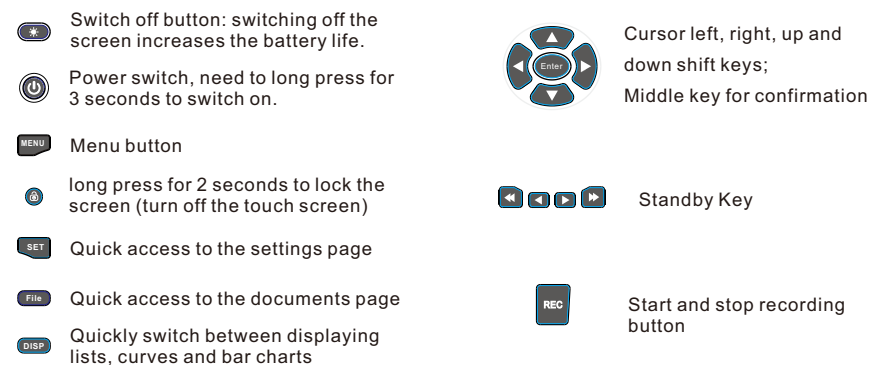 Switch off button: switching off the
screen increases the battery life.
Power switch, need to long press for
3 seconds to switch on.
MENU
Menu button
long press for 2 seconds to lock the
screen (turn off the touch screen)
SET
Quick access to the settings page
File
Quick access to the documents page
DISP
Quickly switch between displaying
lists, curves and bar charts
Enter
Cursor left, right, up and
down shift keys;
Middle key for confirmation
Standby Key
REC
Start and stop recording
button